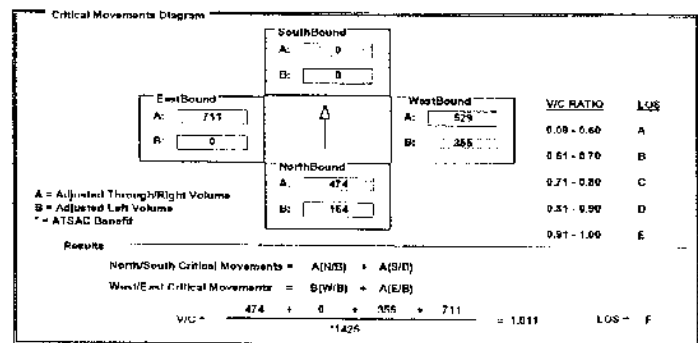 Critical Movements Diagram
SouthBound
A: 0
B: 0
EastBound
A: 711
B: 0
WestBound
A: 529
B: 355
NorthBound
A: 474
B: 164
V/C RATIO LOS
0.00 - 0.60 A
0.61 - 0.70 B
0.71 - 0.80 C
0.81 - 0.90 D
0.91 - 1.00 E
A = Adjusted Through/Right Volume
B = Adjusted Left Volume
* = ATSAC Benefit
Results
North/South Critical Movements = A(N/B) + A(S/B)
West/East Critical Movements = B(W/B) + A(E/B)
V/C = 474 + 0 + 355 + 711
*1425
= 1.011 LOS = F